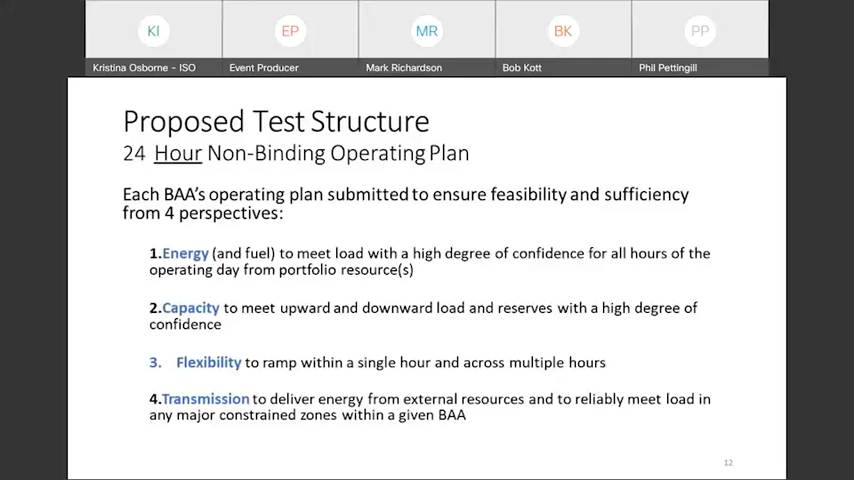 KI
EP
MR
BK
PP
Kristina Osborne - ISO
Event Producer
Mark Richardson
Bob Kott
Phil Pettingill
Proposed Test Structure
24 Hour Non-Binding Operating Plan
Each BAA's operating plan submitted to ensure feasibility and sufficiency
from 4 perspectives:
1.Energy (and fuel) to meet load with a high degree of confidence for all hours of the
operating day from portfolio resource(s)
2.Capacity to meet upward and downward load and reserves with a high degree of
confidence
3. Flexibility to ramp within a single hour and across multiple hours
4.Transmission to deliver energy from external resources and to reliably meet load in
any major constrained zones within a given BAA
12